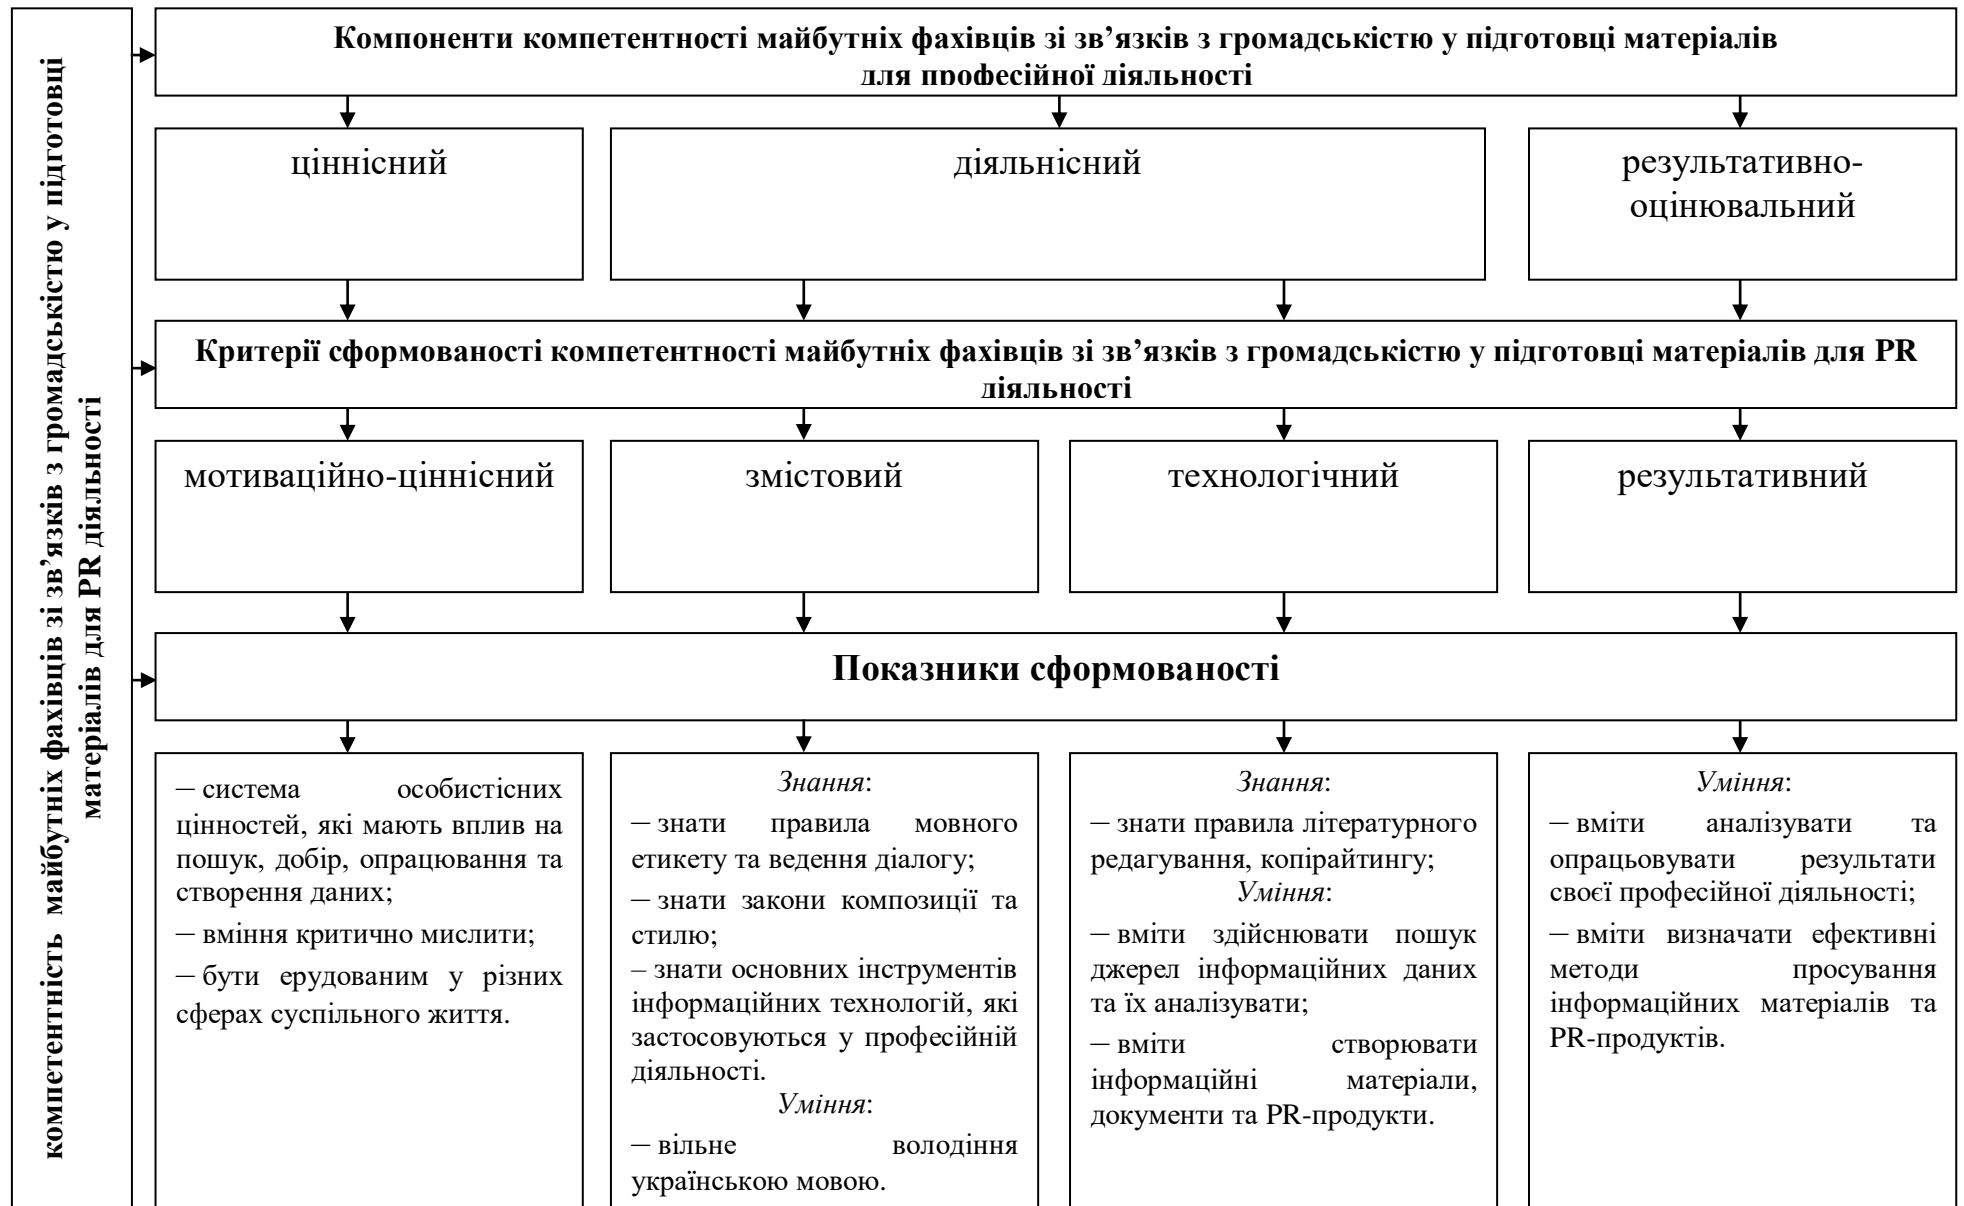 компетентність майбутніх фахівців зі зв’язків з громадськістю у підготовці
матеріалів для PR діяльності
Компоненти компетентності майбутніх фахівців зі зв’язків з громадськістю у підготовці матеріалів
для професійної діяльності
ціннісний
діяльнісний
результативно-
оцінювальний
Критерії сформованості компетентності майбутніх фахівців зі зв’язків з громадськістю у підготовці матеріалів для PR
діяльності
мотиваційно-ціннісний
змістовий
технологічний
результативний
Показники сформованості
– система особистісних
цінностей, які мають вплив на
пошук, добір, опрацювання та
створення даних;
– вміння критично мислити;
– бути ерудованим у різних
сферах суспільного життя.
Знання:
– знати правила мовного
етикету та ведення діалогу;
– знати закони композиції та
стилю;
– знати основних інструментів
інформаційних технологій, які
застосовуються у професійній
діяльності.
Уміння:
– вільне володіння
українською мовою.
Знання:
– знати правила літературного
редагування, копірайтингу;
Уміння:
– вміти здійснювати пошук
джерел інформаційних даних
та їх аналізувати;
– вміти створювати
інформаційні матеріали,
документи та PR-продукти.
Уміння:
– вміти аналізувати та
опрацьовувати результати
своєї професійної діяльності;
– вміти визначати ефективні
методи просування
інформаційних матеріалів та
PR-продуктів.